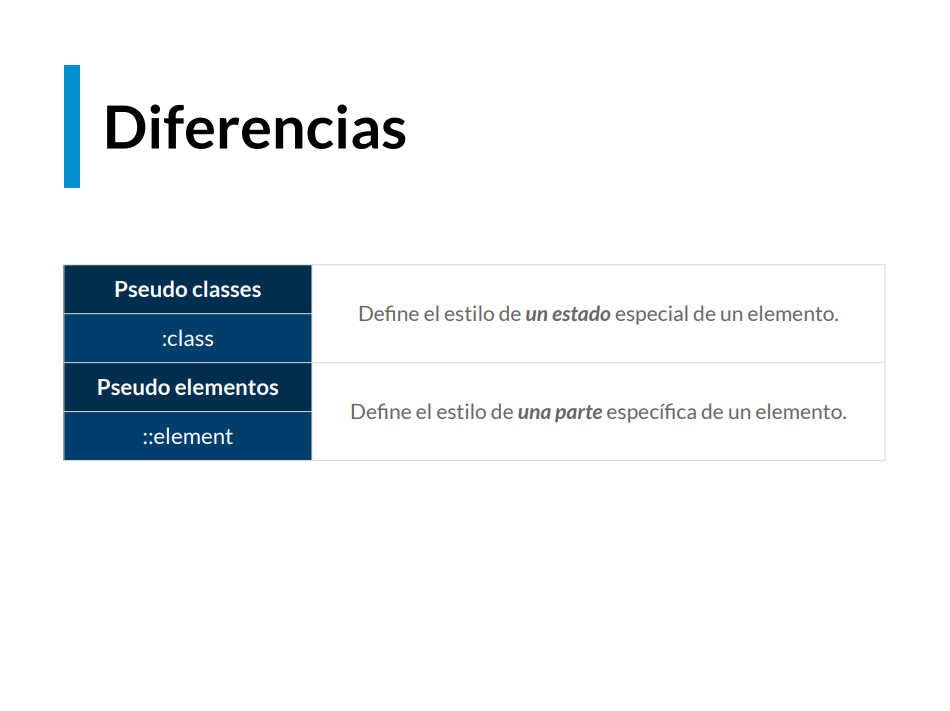 Diferencias
Pseudo classes
:class
Define el estilo de un estado especial de un elemento.
Pseudo elementos
::element
Define el estilo de una parte específica de un elemento.